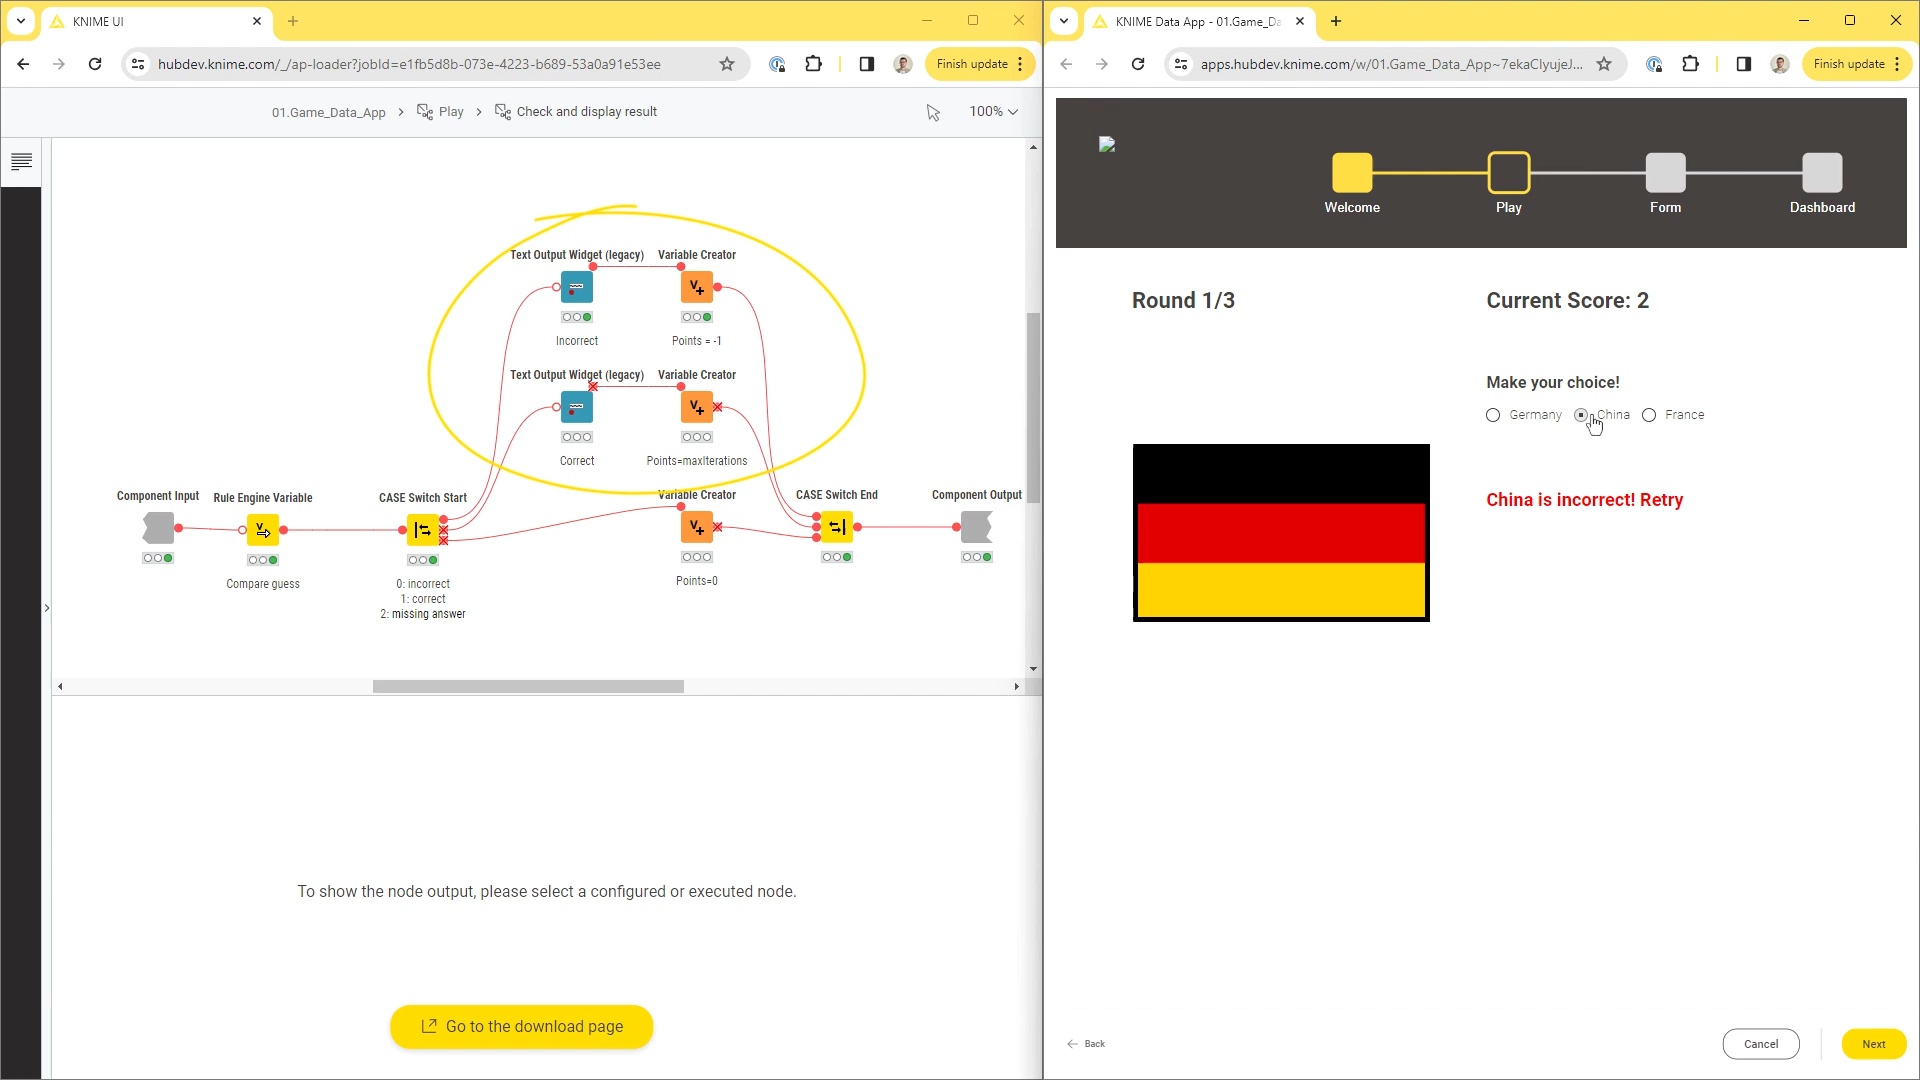 KNIME UI
hubdev.knime.com/_/ap-loader?jobId=e1fb5d8b-073e-4223-b689-53a0a91e53ee
Finish update
01.Game_Data_App > Play > Check and display result
100%
Text Output Widget (legacy)
Variable Creator
Incorrect
Points = -1
Text Output Widget (legacy)
Variable Creator
Correct
Points=maxIterations
Component Input
Rule Engine Variable
CASE Switch Start
Variable Creator
CASE Switch End
Component Output
Compare guess
0: incorrect
1: correct
2: missing answer
Points=0
To show the node output, please select a configured or executed node.
Go to the download page
KNIME Data App - 01.Game_Da
apps.hubdev.knime.com/w/01.Game_Data_App~7ekaCIyujeJ...
Finish update
Welcome
Play
Form
Dashboard
Round 1/3
Current Score: 2
Make your choice!
Germany
China
France
China is incorrect! Retry
Back
Cancel
Next